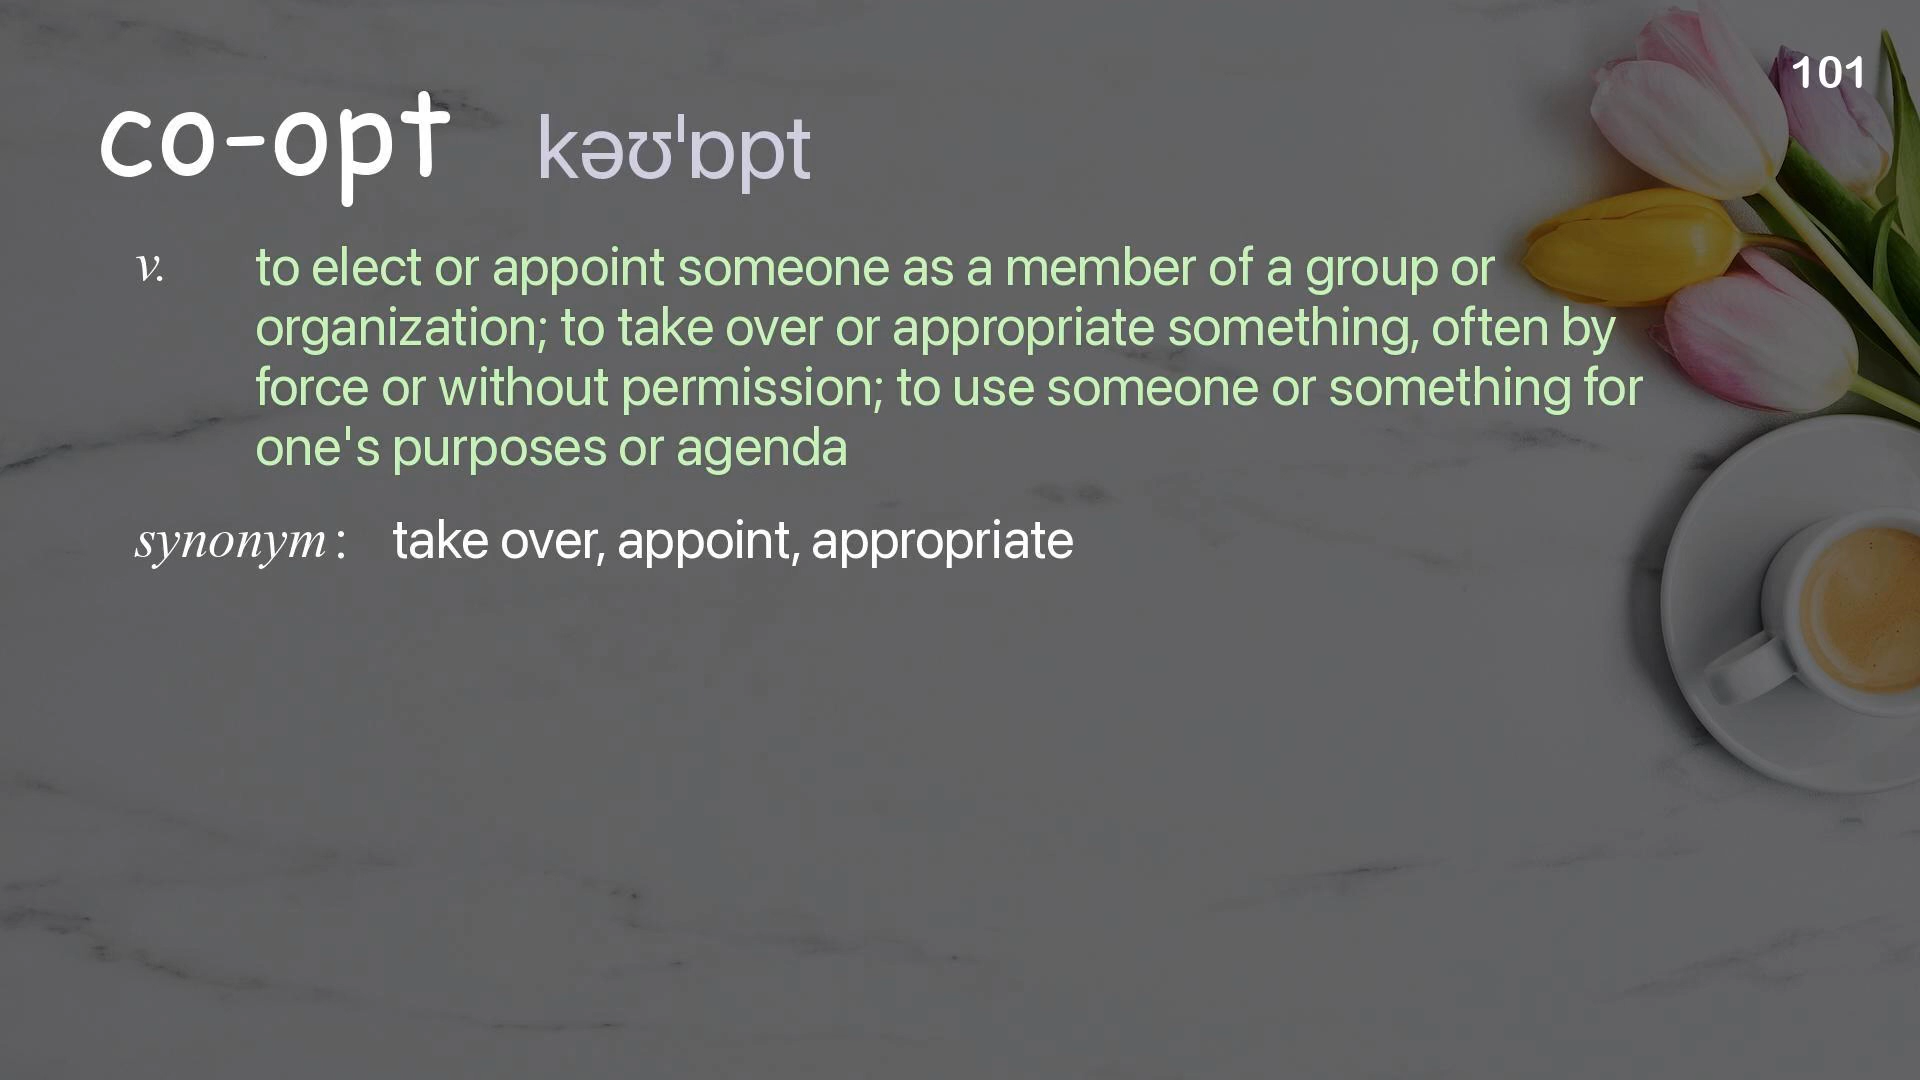 101
co-opt kəʊˈɒpt
v. to elect or appoint someone as a member of a group or
organization; to take over or appropriate something, often by
force or without permission; to use someone or something for
one's purposes or agenda
synonym: take over, appoint, appropriate